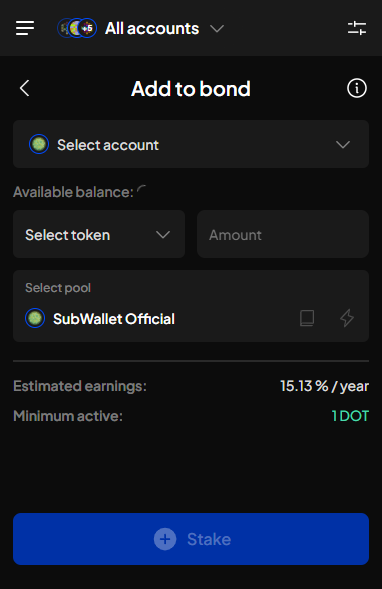 +5 All accounts
Add to bond
Select account
Available balance:
Select token Amount
Select pool
SubWallet Official
Estimated earnings: 15.13 % / year
Minimum active: 1 DOT
Stake